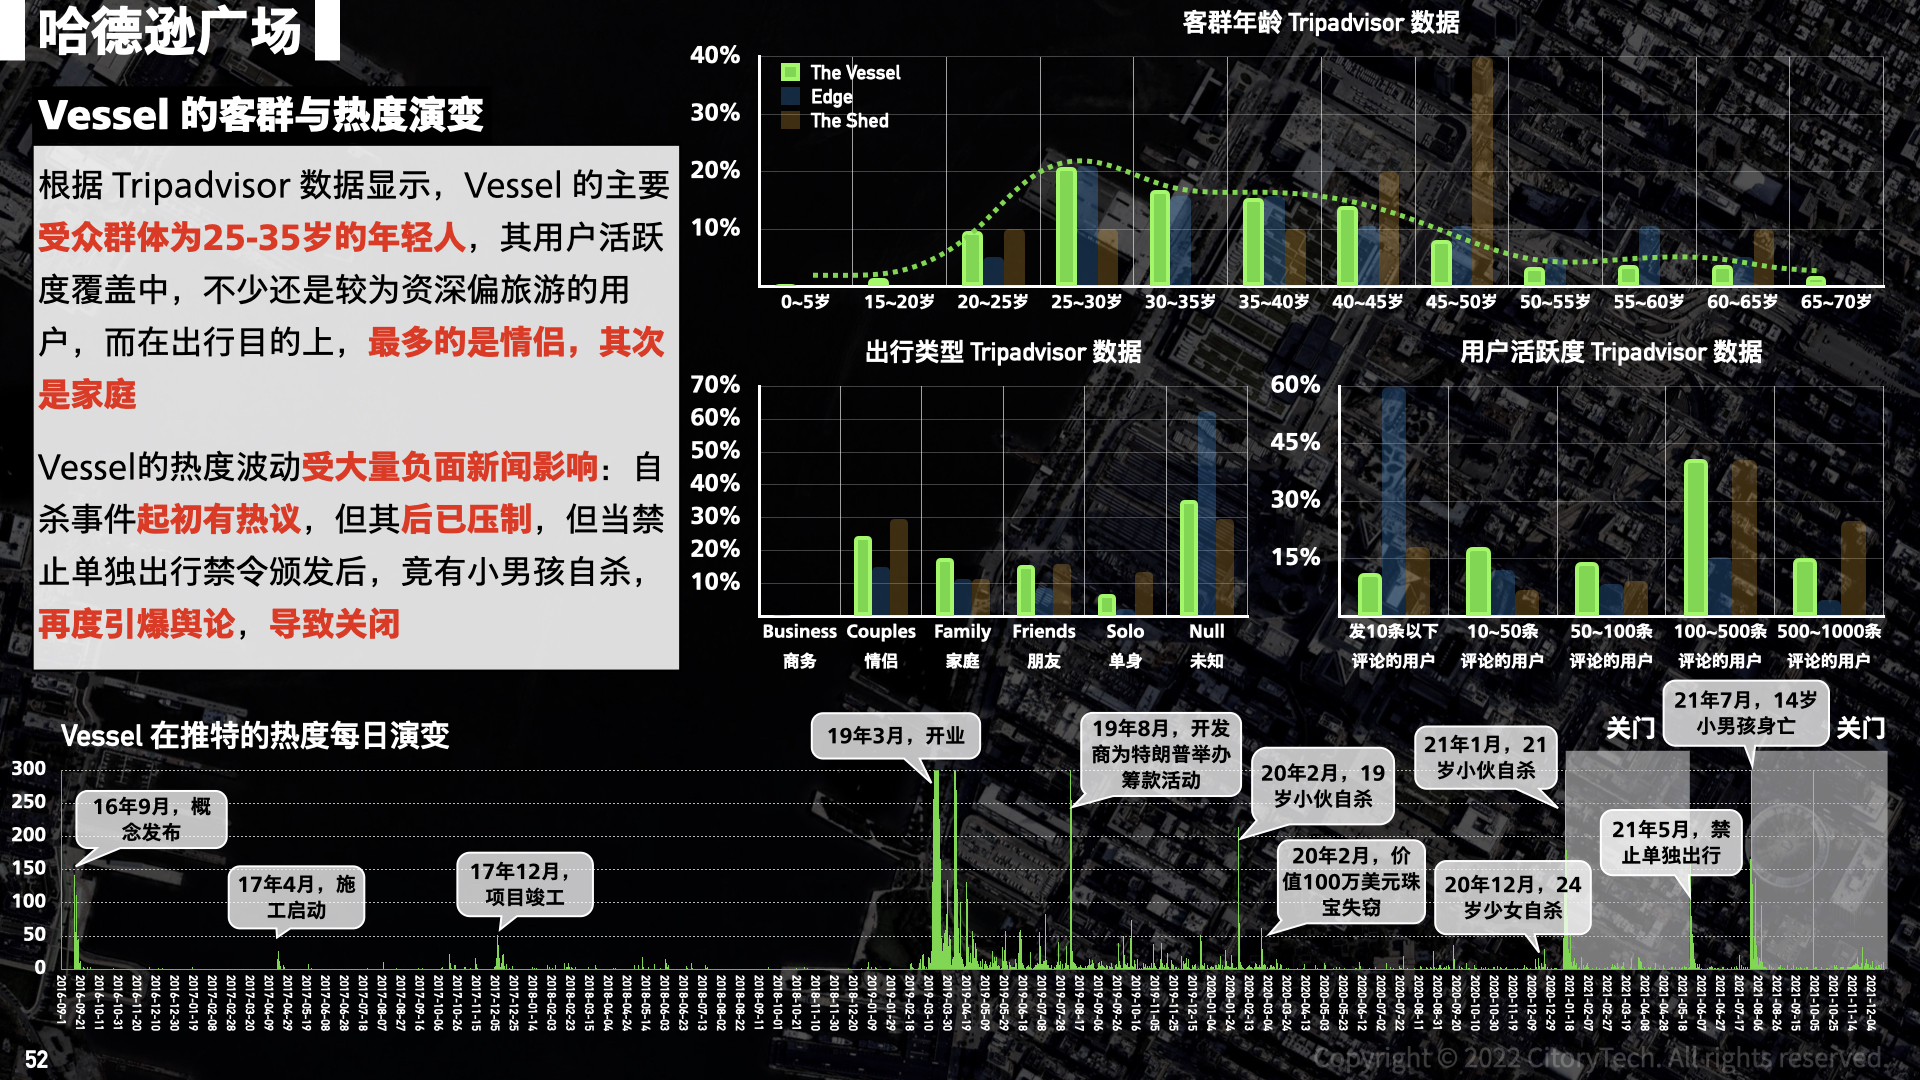 哈德逊广场
Vessel 的客群与热度演变
根据 Tripadvisor 数据显示，Vessel 的主要
受众群体为25-35岁的年轻人，其用户活跃
度覆盖中，不少还是较为资深偏旅游的用
户，而在出行目的上，最多的是情侣，其次
是家庭
Vessel的热度波动受大量负面新闻影响：自
杀事件起初有热议，但其后已压制，但当禁
止单独出行禁令颁发后，竟有小男孩自杀，
再度引爆舆论，导致关闭
客群年龄 Tripadvisor 数据
40%
30%
20%
10%
The Vessel
Edge
The Shed
0~5岁 15~20岁 20~25岁 25~30岁 30~35岁 35~40岁 40~45岁 45~50岁 50~55岁 55~60岁 60~65岁 65~70岁
出行类型 Tripadvisor 数据
70%
60%
50%
40%
30%
20%
10%
Business Couples Family Friends Solo Null
商务 情侣 家庭 朋友 单身 未知
用户活跃度 Tripadvisor 数据
60%
45%
30%
15%
发10条以下 10~50条 50~100条 100~500条 500~1000条
评论的用户 评论的用户 评论的用户 评论的用户 评论的用户
Vessel 在推特的热度每日演变
300
250
200
150
100
50
0
16年9月，概
念发布
17年4月，施
工启动
17年12月，
项目竣工
19年3月，开业
19年8月，开发
商为特朗普举办
筹款活动
20年2月，19
岁小伙自杀
20年2月，价
值100万美元珠
宝失窃
20年12月，24
岁少女自杀
21年1月，21
岁小伙自杀
关门
21年5月，禁
止单独出行
21年7月，14岁
小男孩身亡
关门
2016-09-1 2016-09-21 2016-10-11 2016-10-31 2016-11-20 2016-12-10 2016-12-30 2017-01-19 2017-02-08 2017-02-28 2017-03-20 2017-04-09 2017-04-29 2017-05-19 2017-06-08 2017-06-28 2017-07-18 2017-08-07 2017-08-27 2017-09-16 2017-10-06 2017-10-26 2017-11-15 2017-12-05 2017-12-25 2018-01-14 2018-02-03 2018-02-23 2018-03-15 2018-04-04 2018-04-24 2018-05-14 2018-06-03 2018-06-23 2018-07-13 2018-08-02 2018-08-22 2018-09-11 2018-10-01 2018-10-21 2018-11-10 2018-11-30 2018-12-20 2019-01-09 2019-01-29 2019-02-18 2019-03-10 2019-03-30 2019-04-19 2019-05-09 2019-05-29 2019-06-18 2019-07-08 2019-07-28 2019-08-17 2019-09-06 2019-09-26 2019-10-16 2019-11-05 2019-11-25 2019-12-15 2020-01-04 2020-01-24 2020-02-13 2020-03-04 2020-03-24 2020-04-13 2020-05-03 2020-05-23 2020-06-12 2020-07-02 2020-07-22 2020-08-11 2020-08-31 2020-09-20 2020-10-10 2020-10-30 2020-11-19 2020-12-09 2020-12-29 2021-01-18 2021-02-07 2021-02-27 2021-03-19 2021-04-08 2021-04-28 2021-05-18 2021-06-07 2021-06-27 2021-07-17 2021-08-06 2021-08-26 2021-09-15 2021-10-05 2021-10-25 2021-11-14 2021-12-04
52
Copyright © 2022 CitoryTech. All rights reserved.